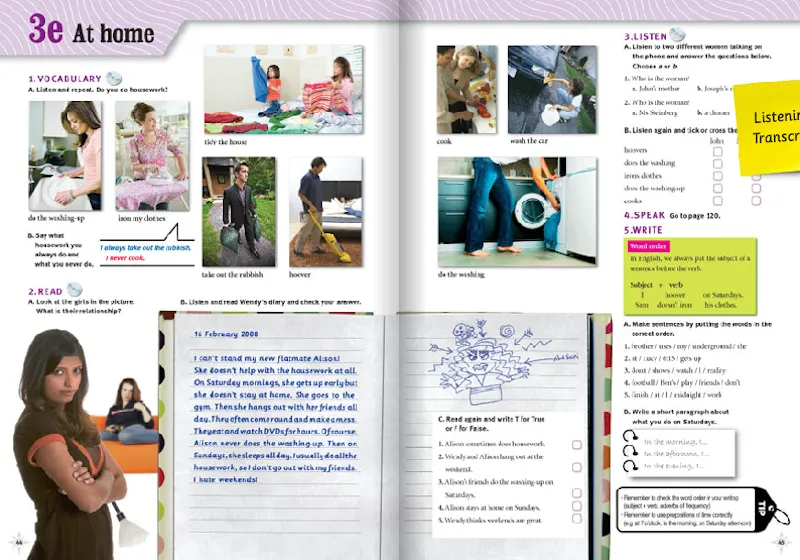 3e At home
1.VOCABULARY
A. Listen and repeat. Do you do housework?
do the washing-up
iron my clothes
tidy the house
take out the rubbish
hoover
B. Say what
housework you
always do and
what you never do.
I always take out the rubbish.
I never cook.
2.READ
A. Look at the girls in the picture.
What is their relationship?
B. Listen and read Wendy's diary and check your answer.
16 February 2008
I can't stand my new flatmate Alison!
She doesn't help with the housework at all.
On Saturday mornings, she gets up early but
she doesn't stay at home. She goes to the
gym. Then she hangs out with her friends all
day. They often come round and make a mess.
They eat and watch DVDs for hours. Of course,
Alison never does the washing-up. Then on
Sundays, she sleeps all day. I usually do all the
housework, so I don't go out with my friends.
I hate weekends!
44
cook
wash the car
do the washing
C. Read again and write T for True
or F for False.
1. Alison sometimes does housework.
2. Wendy and Alison hang out at the
weekend.
3. Alison's friends do the washing-up on
Saturdays.
4. Alison stays at home on Sundays.
5. Wendy thinks weekends are great.
3.LISTEN
A. Listen to two different women talking on
the phone and answer the questions below.
Choose a or b
1. Who is the woman?
a. John's mother b. Joseph's
2. Who is the woman?
a. Ms Steinberg b. a cleaner
B. Listen again and tick or cross the
John
hoovers
does the washing
irons clothes
does the washing-up
cooks
Listenin
Transcr
4.SPEAK Go to page 120.
5.WRITE
Word order
In English, we always put the subject of a
sentence before the verb.
Subject + verb
I hoover on Saturdays.
Sam doesn't iron his clothes.
A. Make sentences by putting the words in the
correct order.
1. brother / uses / my / underground / the
2. at / Lucy / 4:15 / gets up
3. don't / shows / watch / I / reality
4. football / Ben's / play / friends / don't
5. finish / at / I / midnight / work
B. Write a short paragraph about
what you do on Saturdays.
In the morning, I...
In the afternoon, I...
In the evening, I...
• Remember to check the word order in your writing
(subject + verb, adverbs of frequency)
• Remember to use prepositions of time correctly
(e.g. at 7 o'clock, in the morning, on Saturday afternoon)
TIP
45